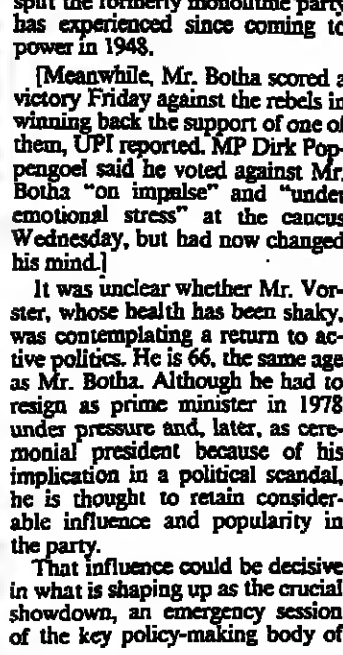 split the formerly monolithic party
has experienced since coming to
power in 1948.
[Meanwhile, Mr. Botha scored a
victory Friday against the rebels in
winning back the support of one of
them, UPI reported. MP Dirk Pop-
pengoel said he voted against Mr.
Botha “on impulse” and “under
emotional stress” at the caucus
Wednesday, but had now changed
his mind.]
It was unclear whether Mr. Vor-
ster, whose health has been shaky,
was contemplating a return to ac-
tive politics. He is 66, the same age
as Mr. Botha. Although he had to
resign as prime minister in 1978
under pressure and, later, as cere-
monial president because of his
implication in a political scandal,
he is thought to retain consider-
able influence and popularity in
the party.
That influence could be decisive
in what is shaping up as the crucial
showdown, an emergency session
of the key policy-making body of